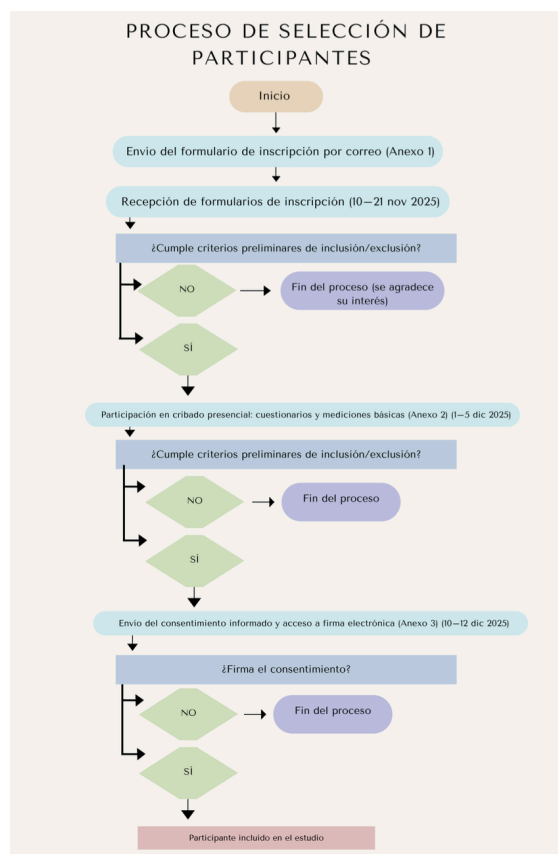 PROCESO DE SELECCIÓN DE
PARTICIPANTES
Inicio
Envío del formulario de inscripción por correo (Anexo 1)
Recepción de formularios de inscripción (10—21 nov 2025)
¿Cumple criterios preliminares de inclusión/exclusión?
NO
Fin del proceso (se agradece
su interés)
SÍ
Participación en cribado presencial: cuestionarios y mediciones básicas (Anexo 2) (1—5 dic 2025)
¿Cumple criterios preliminares de inclusión/exclusión?
NO
Fin del proceso
SÍ
Envío del consentimiento informado y acceso a firma electrónica (Anexo 3) (10—12 dic 2025)
¿Firma el consentimiento?
NO
Fin del proceso
SÍ
Participante incluido en el estudio